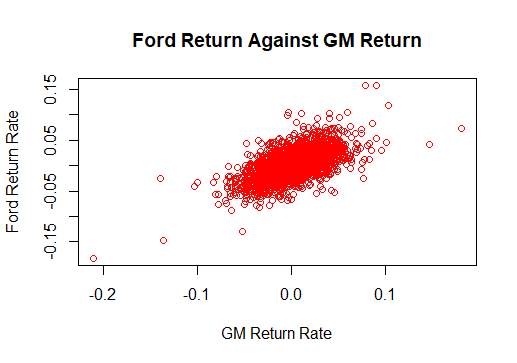 Ford Return Against GM Return
Ford Return Rate
0.15
0.05
-0.05
-0.15
-0.2 -0.1 0.0 0.1
GM Return Rate